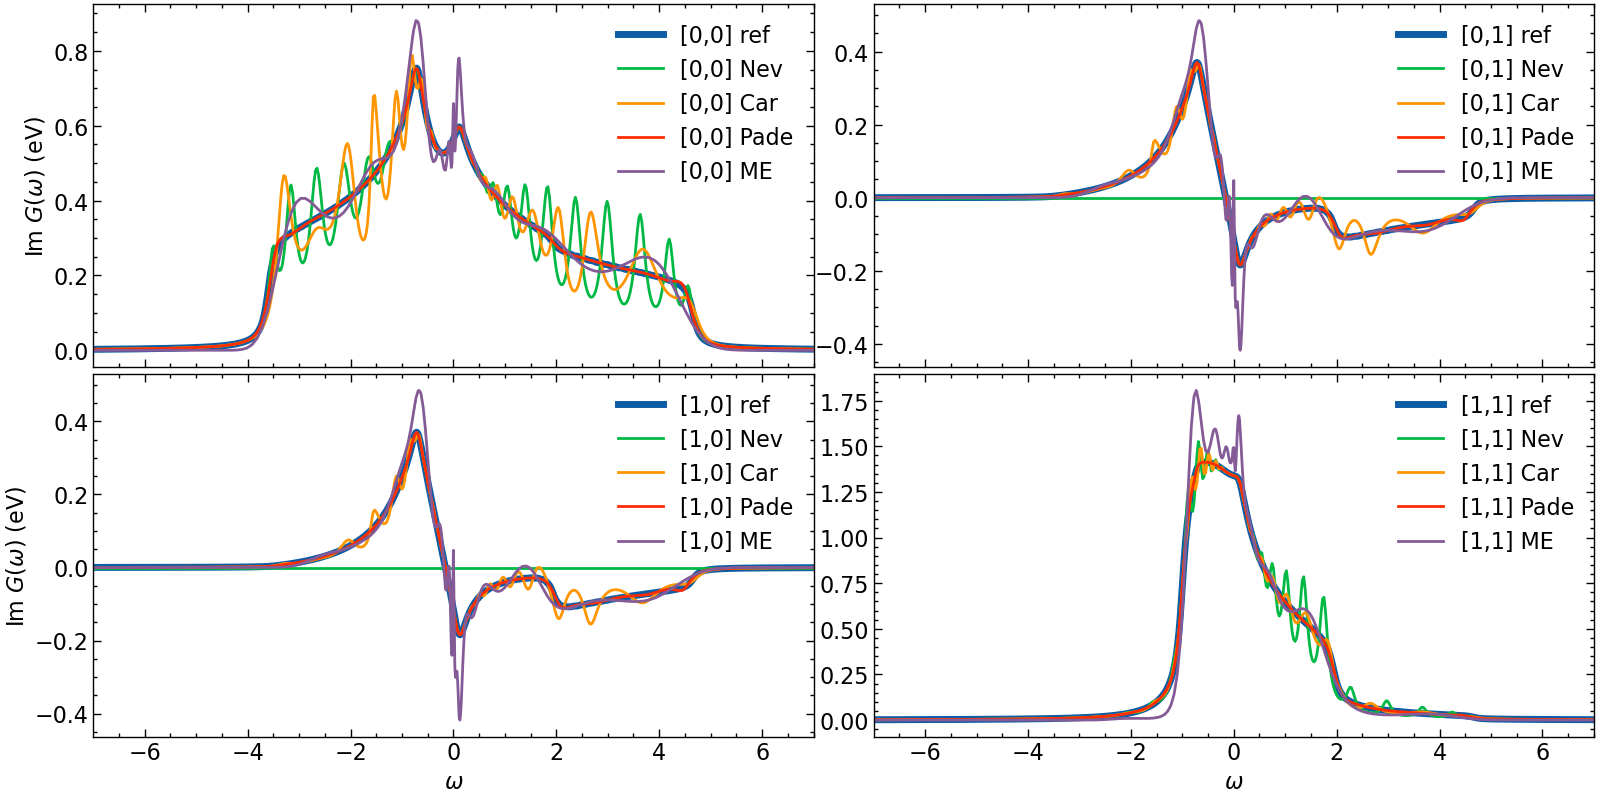 Im G(ω) (eV)
0.8
0.6
0.4
0.2
0.0
[0,0] ref
[0,0] Nev
[0,0] Car
[0,0] Pade
[0,0] ME
0.4
0.2
0.0
−0.2
−0.4
[0,1] ref
[0,1] Nev
[0,1] Car
[0,1] Pade
[0,1] ME
Im G(ω) (eV)
0.4
0.2
0.0
−0.2
−0.4
[1,0] ref
[1,0] Nev
[1,0] Car
[1,0] Pade
[1,0] ME
−6 −4 −2 0 2 4 6
ω
1.75
1.50
1.25
1.00
0.75
0.50
0.25
0.00
[1,1] ref
[1,1] Nev
[1,1] Car
[1,1] Pade
[1,1] ME
−6 −4 −2 0 2 4 6
ω